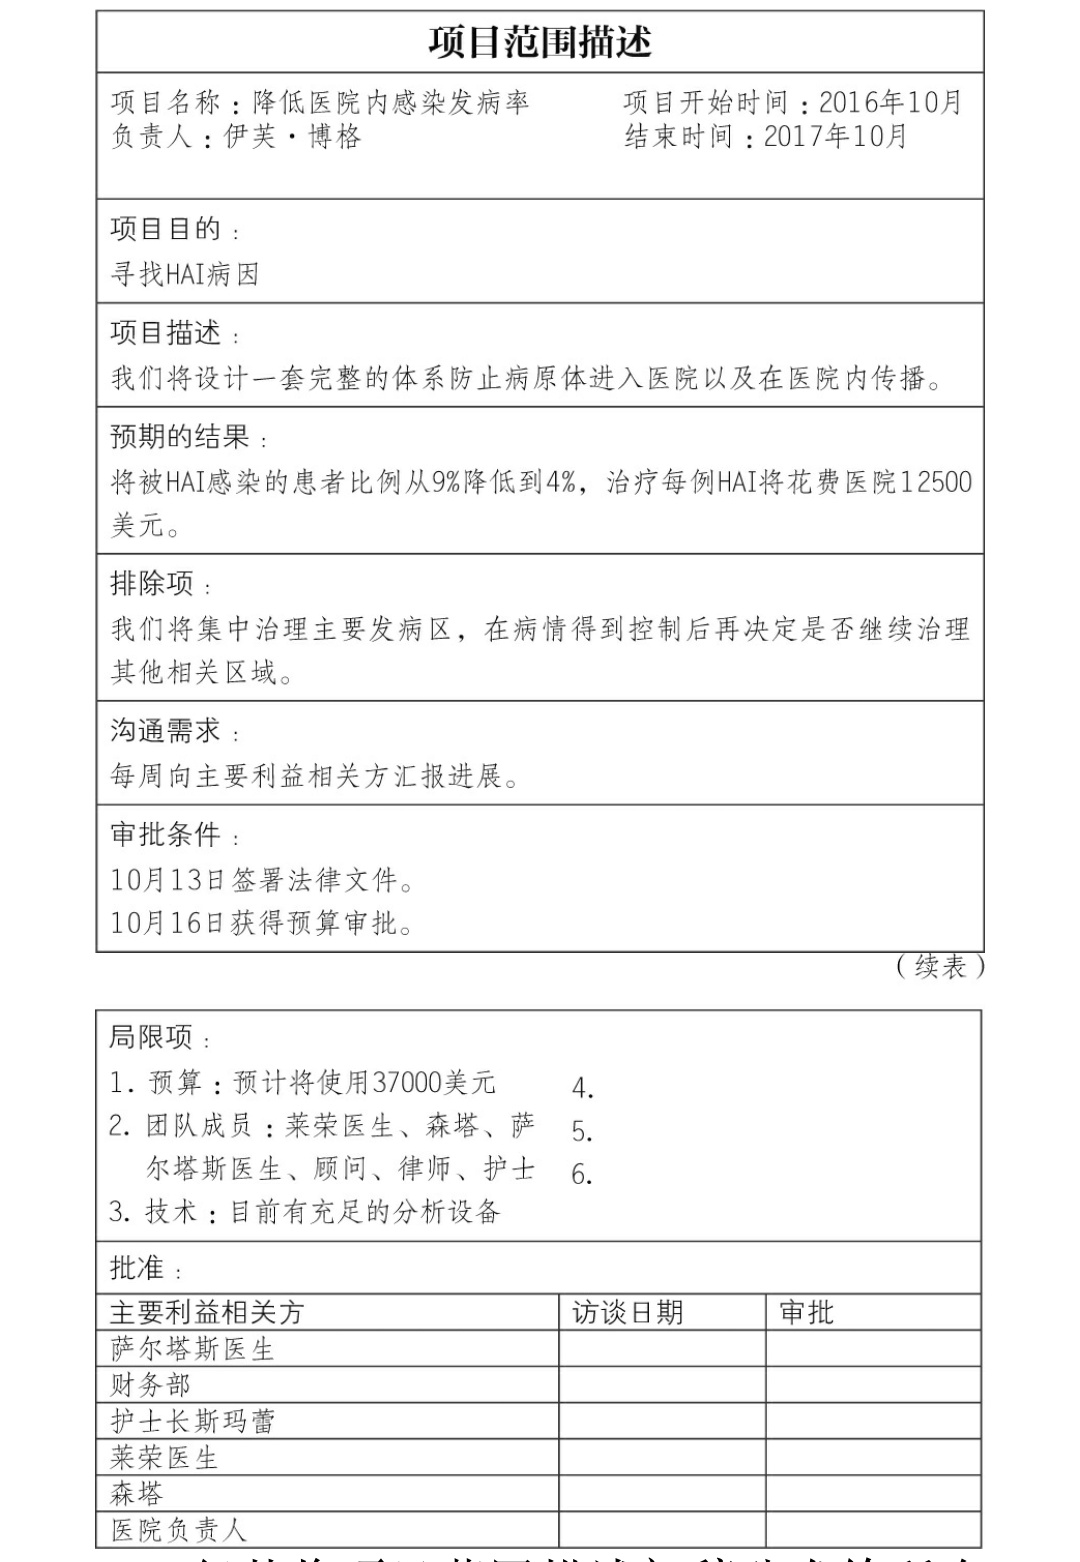 项目范围描述
项目名称：降低医院内感染发病率
项目开始时间：2016年10月
负责人：伊芙·博格
结束时间：2017年10月
项目目的：
寻找HAI病因
项目描述：
我们将设计一套完整的体系防止病原体进入医院以及在医院内传播。
预期的结果：
将被HAI感染的患者比例从9%降低到4%，治疗每例HAI将花费医院12500
美元。
排除项：
我们将集中治理主要发病区，在病情得到控制后再决定是否继续治理
其他相关区域。
沟通需求：
每周向主要利益相关方汇报进展。
审批条件：
10月13日签署法律文件。
10月16日获得预算审批。
（续表）
局限项：
1. 预算：预计将使用37000美元
2. 团队成员：莱荣医生、森塔、萨
尔塔斯医生、顾问、律师、护士
3. 技术：目前有充足的分析设备
4.
5.
6.
批准：
主要利益相关方 访谈日期 审批
萨尔塔斯医生
财务部
护士长斯玛蕾
莱荣医生
森塔
医院负责人